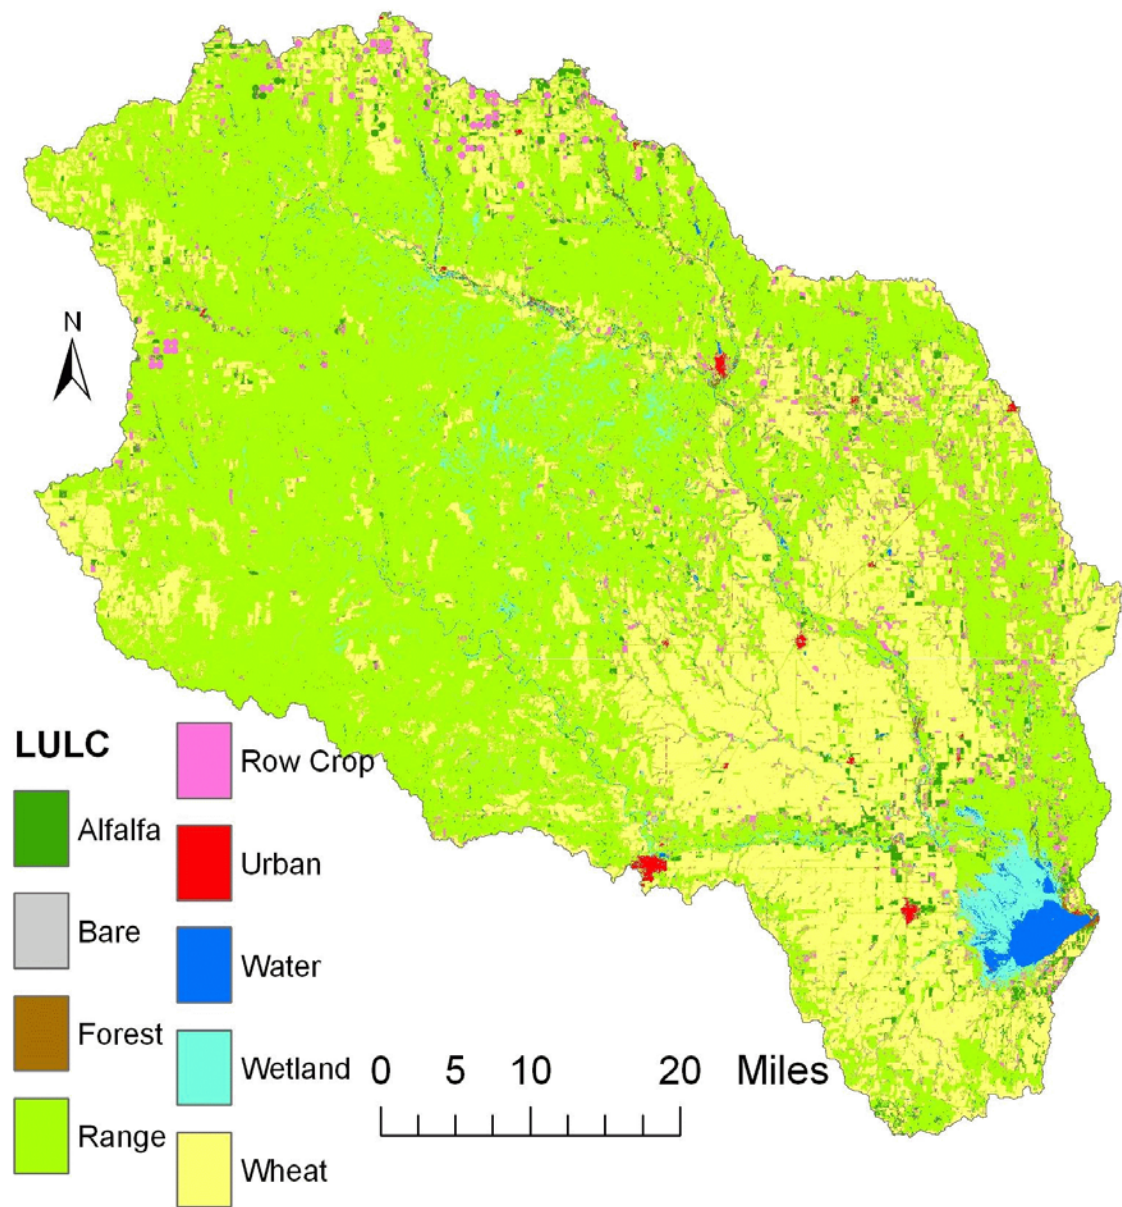 N
LULC
Alfalfa
Bare
Forest
Range
Row Crop
Urban
Water
Wetland
Wheat
0 5 10 20 Miles